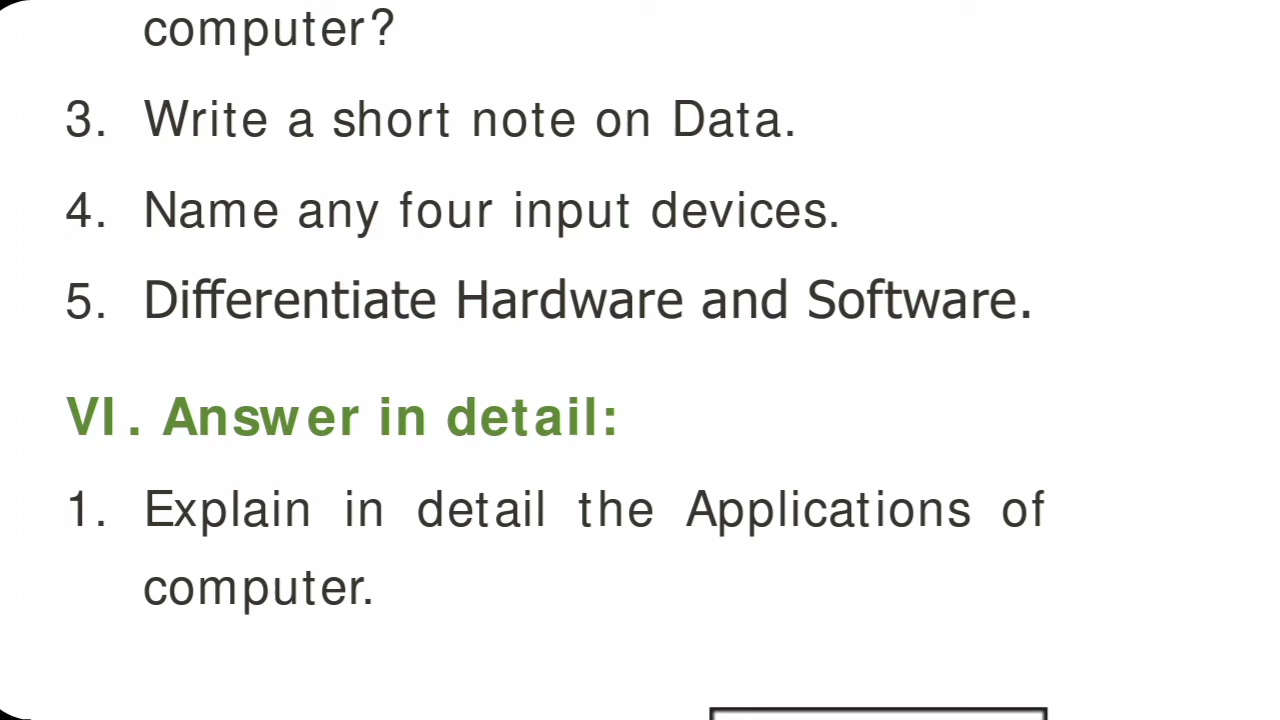 computer?
3. Write a short note on Data.
4. Name any four input devices.
5. Differentiate Hardware and Software.
VI. Answer in detail:
1. Explain in detail the Applications of
computer.